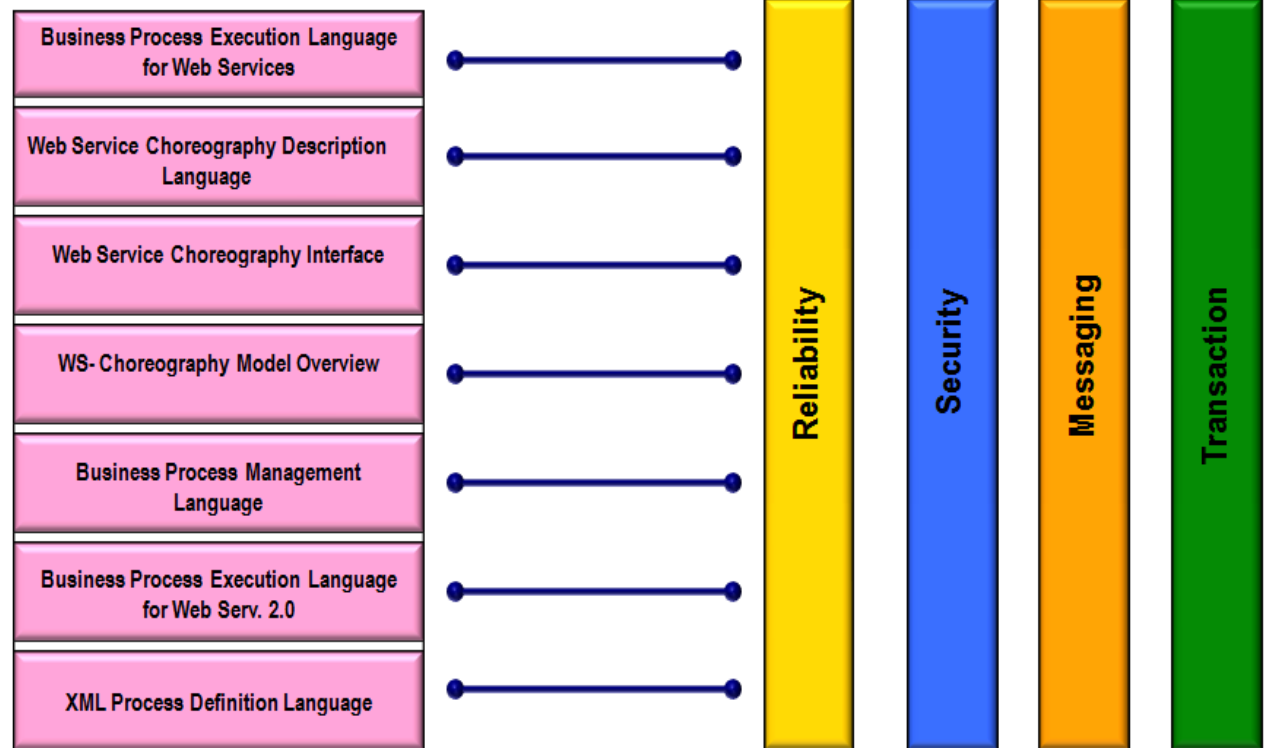 Business Process Execution Language
for Web Services
Web Service Choreography Description
Language
Web Service Choreography Interface
WS- Choreography Model Overview
Business Process Management
Language
Business Process Execution Language
for Web Serv. 2.0
XML Process Definition Language
Reliability
Security
Messaging
Transaction